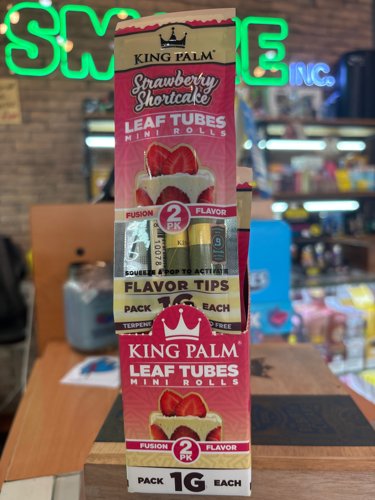 SMOKE INC.
KING PALM
Strawberry
Shortcake
LEAF TUBES
MINI ROLLS
FUSION 2 PK FLAVOR
SQUEEZE & POP TO ACTIVATE
FLAVOR TIPS
PACK 1G EACH
KING PALM®
LEAF TUBES
MINI ROLLS
FUSION 2 PK FLAVOR
PACK 1G EACH